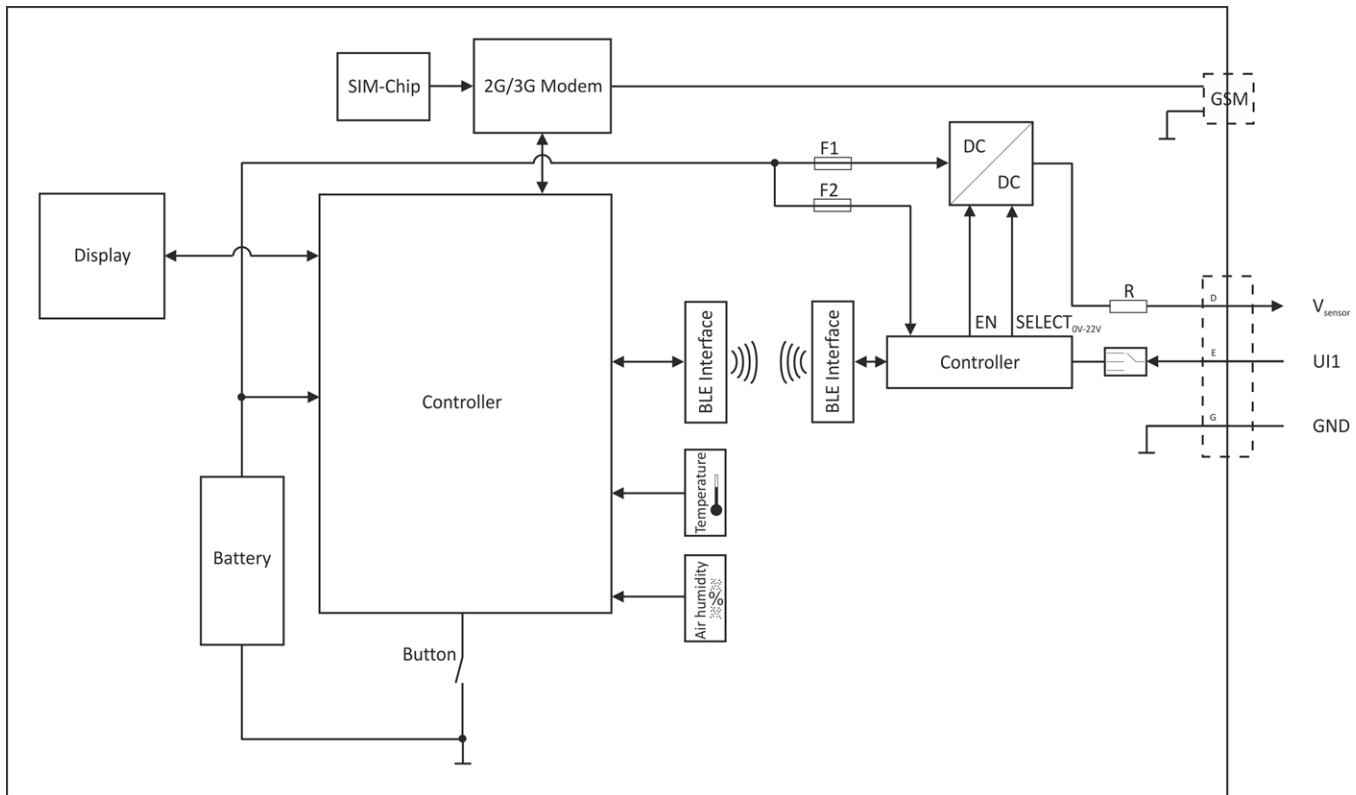 SIM-Chip
2G/3G Modem
GSM
F1
DC
DC
F2
Display
R
D
Vsensor
EN
SELECT0V-22V
BLE Interface
BLE Interface
Controller
E
UI1
Controller
G
GND
Temperature
Battery
Air humidity
%
Button